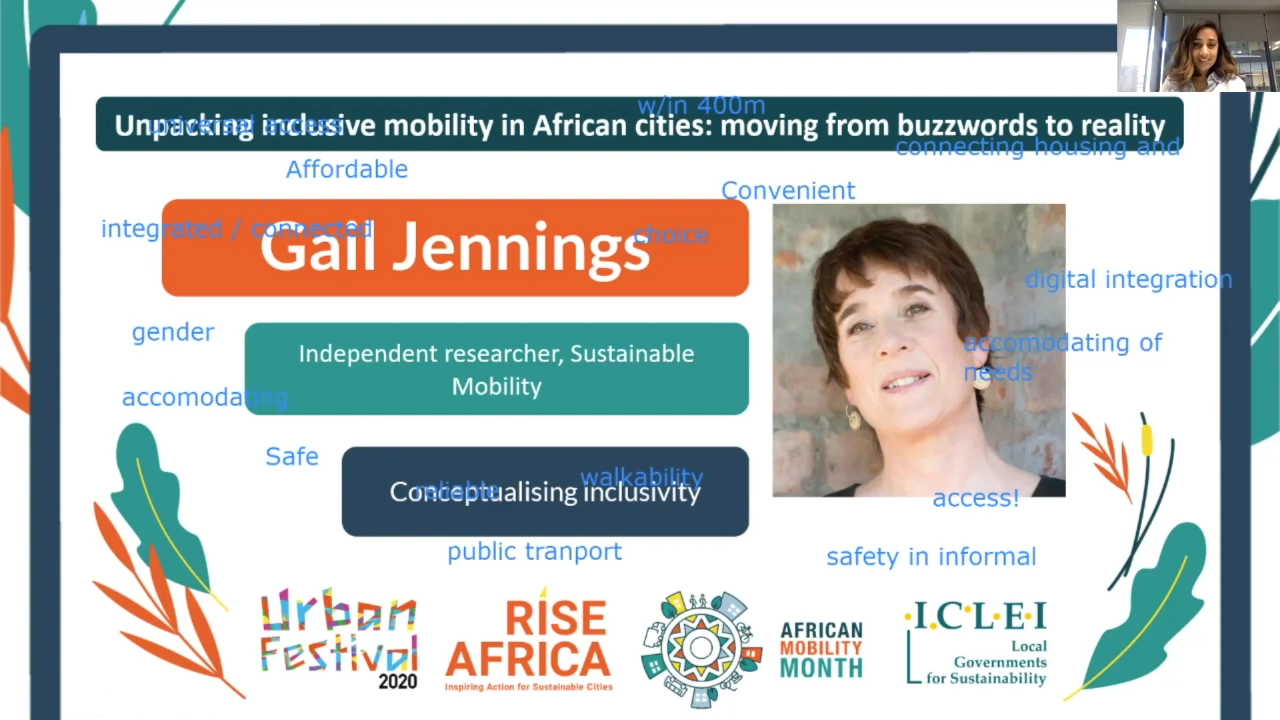 w/in 400m
universal access
Unpacking inclusive mobility in African cities: moving from buzzwords to reality
connecting housing and
Affordable
Convenient
integrated / connected
choice
Gail Jennings
digital integration
gender
accomodating of
needs
Independent researcher, Sustainable
Mobility
accomodating
Safe
walkability
reliable
Conceptualising inclusivity
access!
public tranport
safety in informal
Urban
Festival
2020
RISE
AFRICA
Inspiring Action for Sustainable Cities
AFRICAN
MOBILITY
MONTH
I.C.L.E.I
Local
Governments
for Sustainability